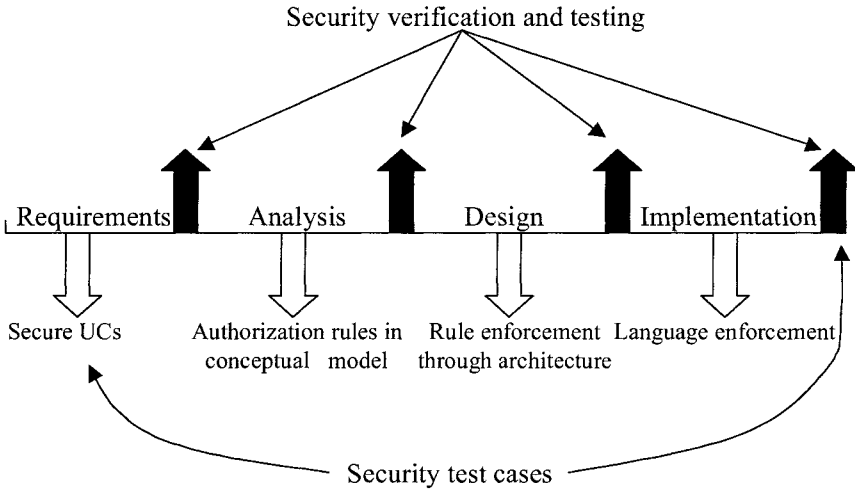 Security verification and testing
Requirements Analysis Design Implementation
Secure UCs Authorization rules in Rule enforcement Language enforcement
conceptual model through architecture
Security test cases